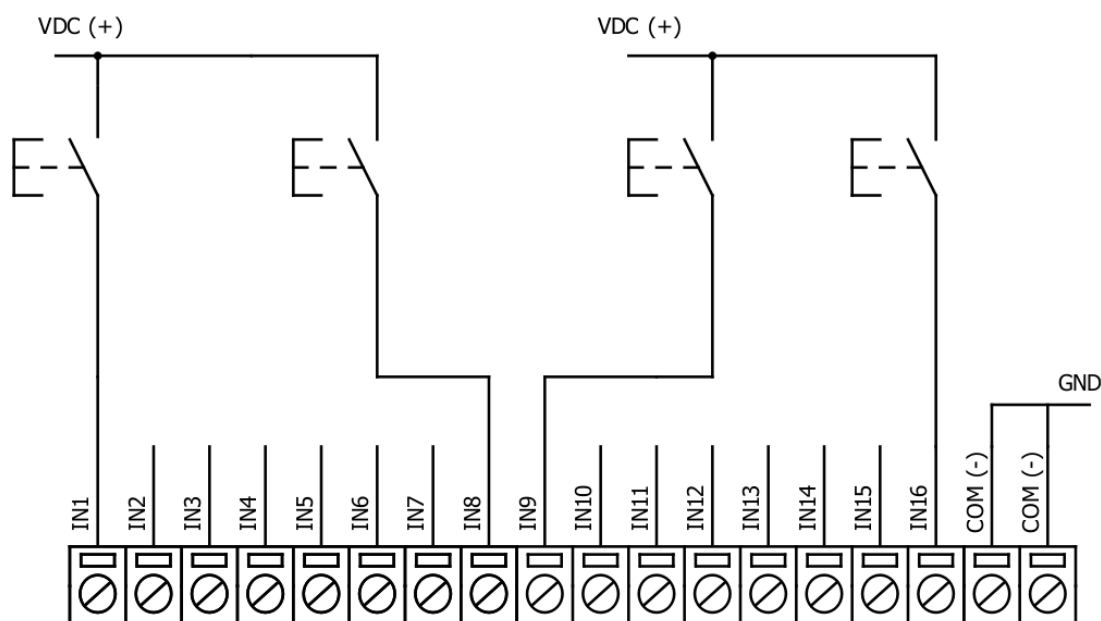 VDC (+)
VDC (+)
GND
IN1
IN2
IN3
IN4
IN5
IN6
IN7
IN8
IN9
IN10
IN11
IN12
IN13
IN14
IN15
IN16
COM (-)
COM (-)